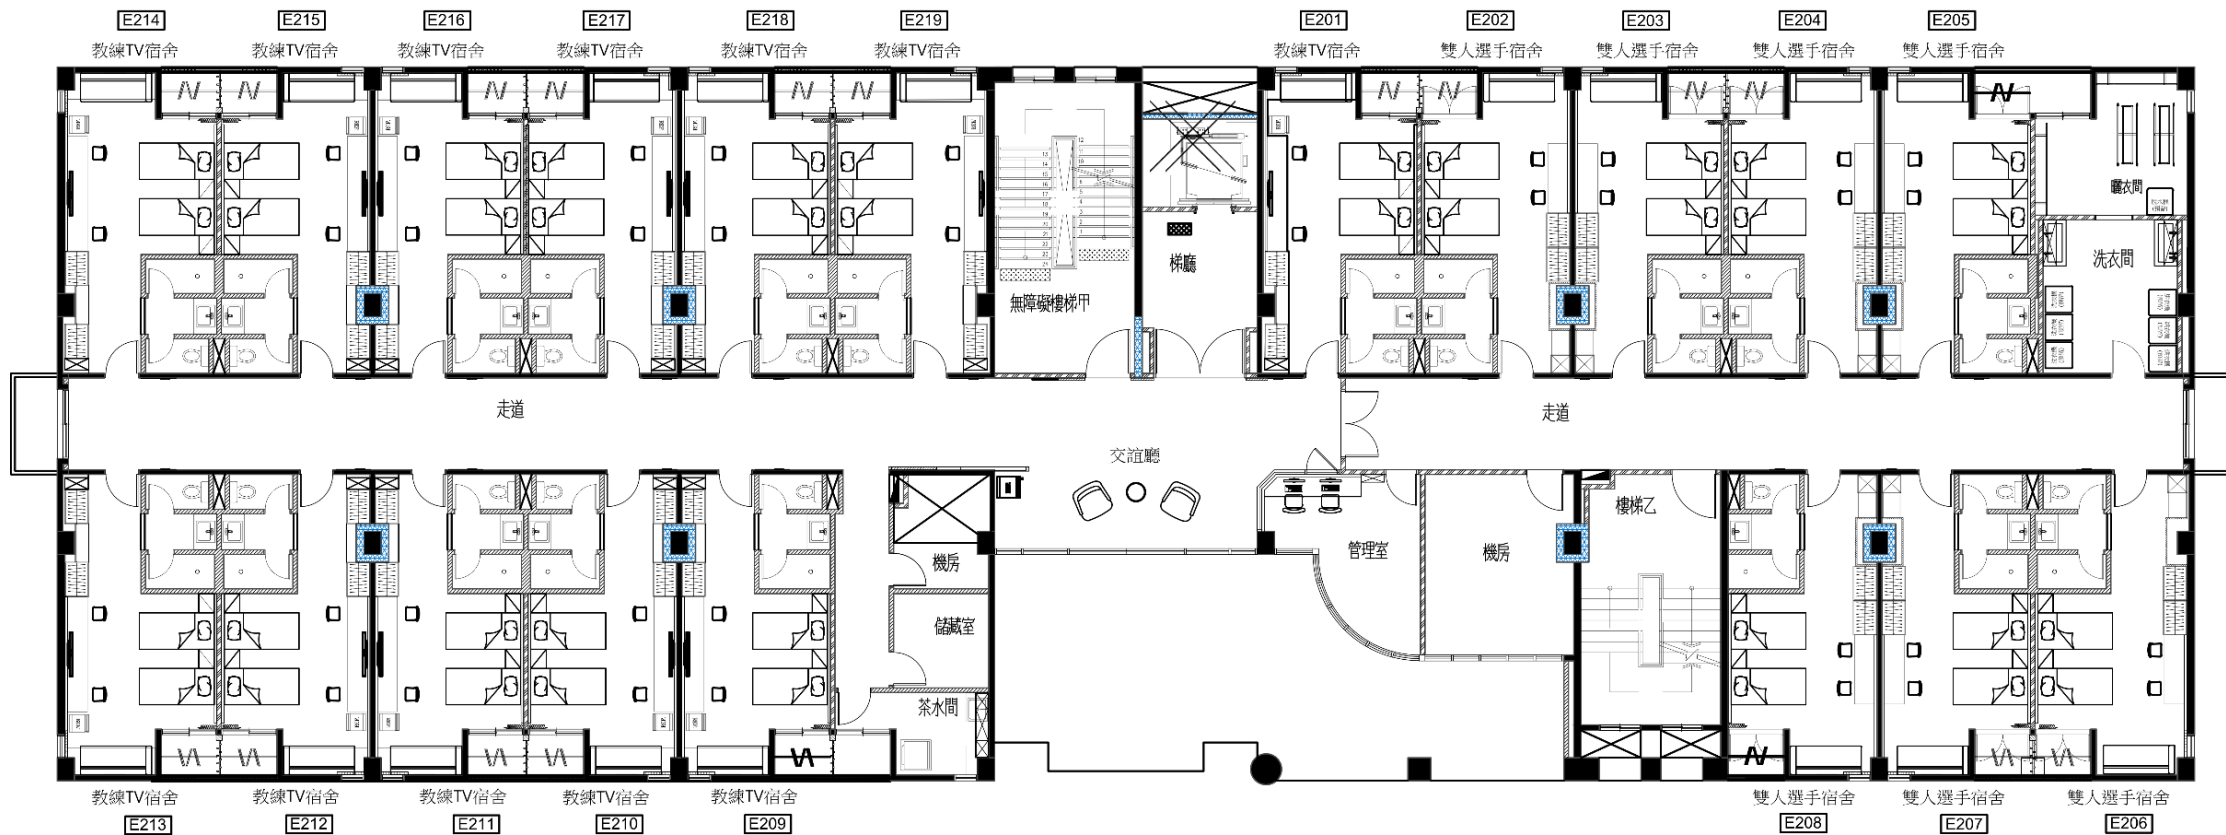 E214
E215
E216
E217
E218
E219
E201
E202
E203
E204
E205
教練TV宿舍
教練TV宿舍
教練TV宿舍
教練TV宿舍
教練TV宿舍
教練TV宿舍
教練TV宿舍
雙人選手宿舍
雙人選手宿舍
雙人選手宿舍
雙人選手宿舍
曬衣間
梯廳
洗衣間
無障礙樓梯甲
走道
走道
交誼廳
樓梯乙
管理室
機房
機房
儲藏室
茶水間
教練TV宿舍
教練TV宿舍
教練TV宿舍
教練TV宿舍
教練TV宿舍
雙人選手宿舍
雙人選手宿舍
雙人選手宿舍
E213
E212
E211
E210
E209
E208
E207
E206